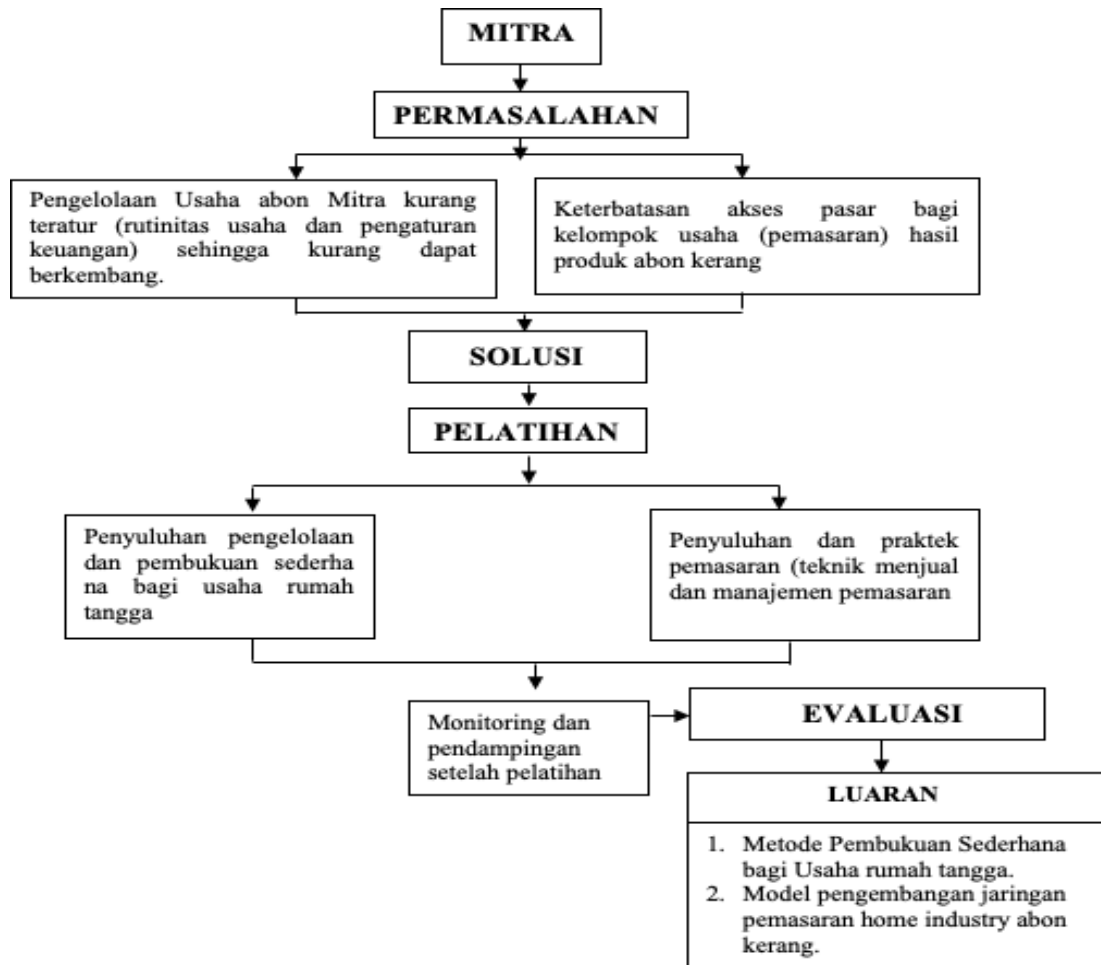 MITRA
PERMASALAHAN
Pengelolaan Usaha abon Mitra kurang
teratur (rutinitas usaha dan pengaturan
keuangan) sehingga kurang dapat
berkembang.
Keterbatasan akses pasar bagi
kelompok usaha (pemasaran) hasil
produk abon kerang
SOLUSI
PELATIHAN
Penyuluhan pengelolaan
dan pembukuan sederha
na bagi usaha rumah
tangga
Penyuluhan dan praktek
pemasaran (teknik menjual
dan manajemen pemasaran
Monitoring dan
pendampingan
setelah pelatihan
EVALUASI
LUARAN
1. Metode Pembukuan Sederhana
bagi Usaha rumah tangga.
2. Model pengembangan jaringan
pemasaran home industry abon
kerang.